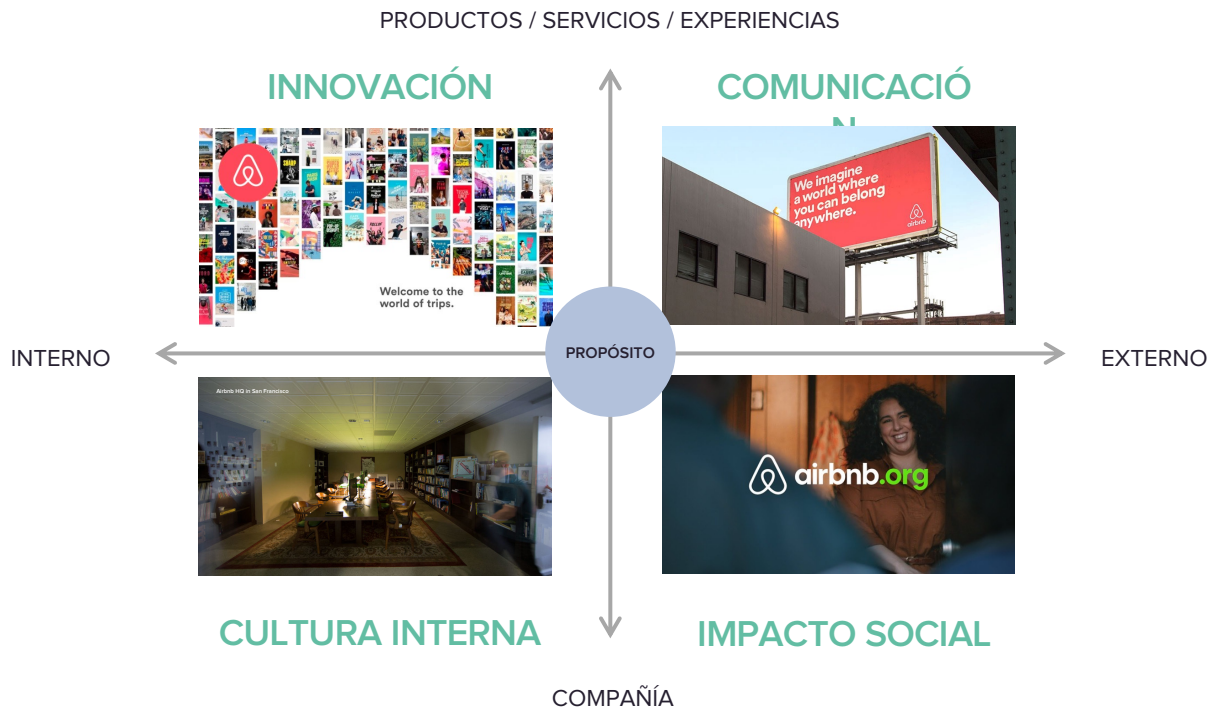 PRODUCTOS / SERVICIOS / EXPERIENCIAS
INNOVACIÓN
COMUNICACIÓ
N
Welcome to the
world of trips.
We imagine
a world where
you can belong
anywhere.
airbnb
INTERNO
PROPÓSITO
EXTERNO
Airbnb HQ in San Francisco
airbnb.org
CULTURA INTERNA
IMPACTO SOCIAL
COMPAÑÍA